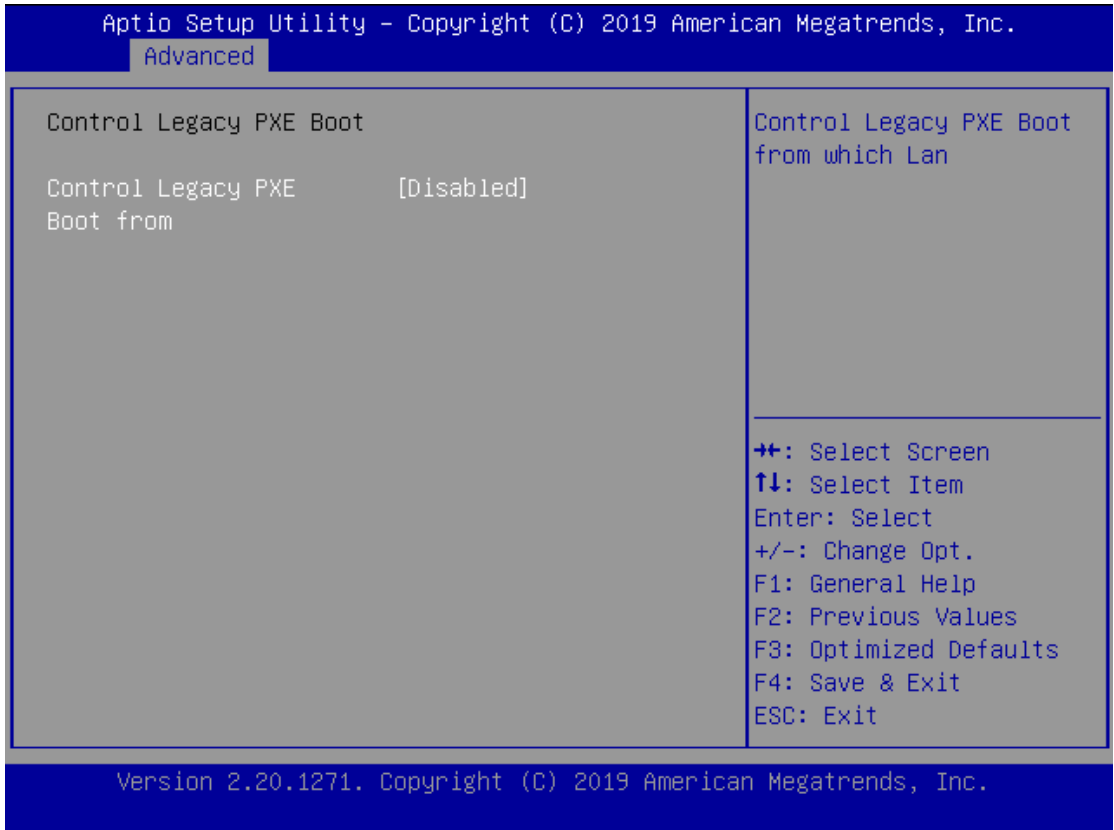 Aptio Setup Utility – Copyright (C) 2019 American Megatrends, Inc.
Advanced
Control Legacy PXE Boot
Control Legacy PXE [Disabled]
Boot from
Control Legacy PXE Boot
from which Lan
→←: Select Screen
↑↓: Select Item
Enter: Select
+/-: Change Opt.
F1: General Help
F2: Previous Values
F3: Optimized Defaults
F4: Save & Exit
ESC: Exit
Version 2.20.1271. Copyright (C) 2019 American Megatrends, Inc.